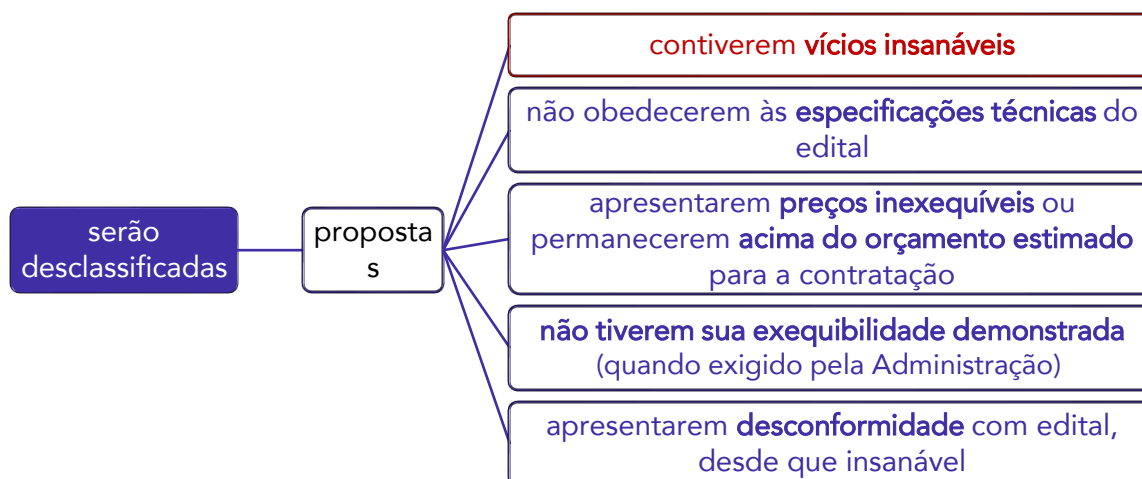 serão
desclassificadas
proposta
s
contiverem vícios insanáveis
não obedecerem às especificações técnicas do
edital
apresentarem preços inexequíveis ou
permanecerem acima do orçamento estimado
para a contratação
não tiverem sua exequibilidade demonstrada
(quando exigido pela Administração)
apresentarem desconformidade com edital,
desde que insanável